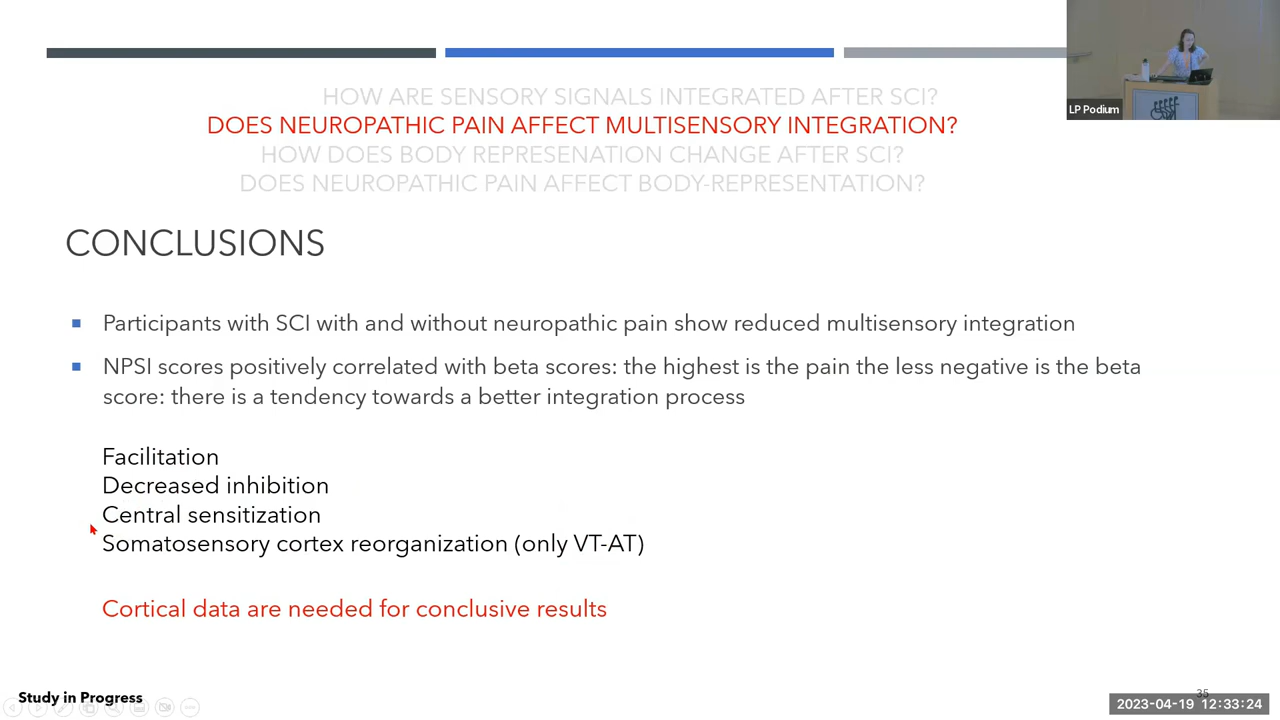 HOW ARE SENSORY SIGNALS INTEGRATED AFTER SCI?
DOES NEUROPATHIC PAIN AFFECT MULTISENSORY INTEGRATION?
HOW DOES BODY REPRESENATION CHANGE AFTER SCI?
DOES NEUROPATHIC PAIN AFFECT BODY-REPRESENTATION?
LP Podium
CONCLUSIONS
Participants with SCI with and without neuropathic pain show reduced multisensory integration
NPSI scores positively correlated with beta scores: the highest is the pain the less negative is the beta
score: there is a tendency towards a better integration process
Facilitation
Decreased inhibition
Central sensitization
Somatosensory cortex reorganization (only VT-AT)
Cortical data are needed for conclusive results
Study in Progress
35
2023-04-19 12:33:24